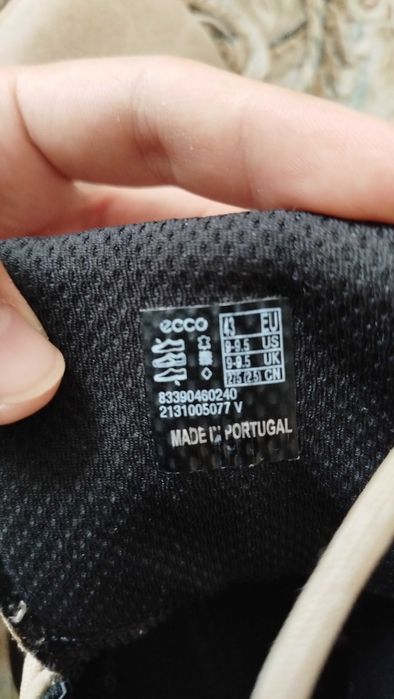 ecco
43 EU
9-9.5 US
9-9.5 UK
275 (2.5) CN
83390460240
2131005077 V
MADE IN PORTUGAL